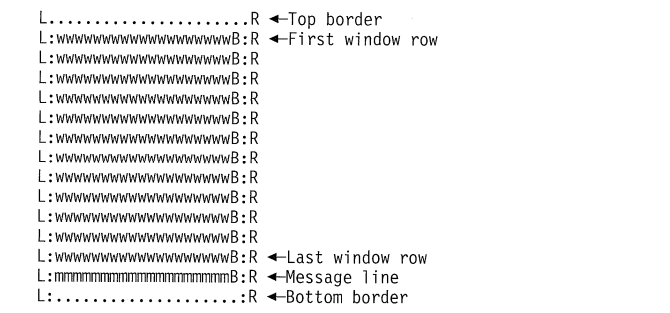 L......................R ◄─Top border
L:wwwwwwwwwwwwwwwwwwwwB:R ◄─First window row
L:wwwwwwwwwwwwwwwwwwwwB:R
L:wwwwwwwwwwwwwwwwwwwwB:R
L:wwwwwwwwwwwwwwwwwwwwB:R
L:wwwwwwwwwwwwwwwwwwwwB:R
L:wwwwwwwwwwwwwwwwwwwwB:R
L:wwwwwwwwwwwwwwwwwwwwB:R
L:wwwwwwwwwwwwwwwwwwwwB:R
L:wwwwwwwwwwwwwwwwwwwwB:R
L:wwwwwwwwwwwwwwwwwwwwB:R
L:wwwwwwwwwwwwwwwwwwwwB:R
L:wwwwwwwwwwwwwwwwwwwwB:R ◄─Last window row
L:mmmmmmmmmmmmmmmmmmmmB:R ◄─Message line
L:.....................:R ◄─Bottom border